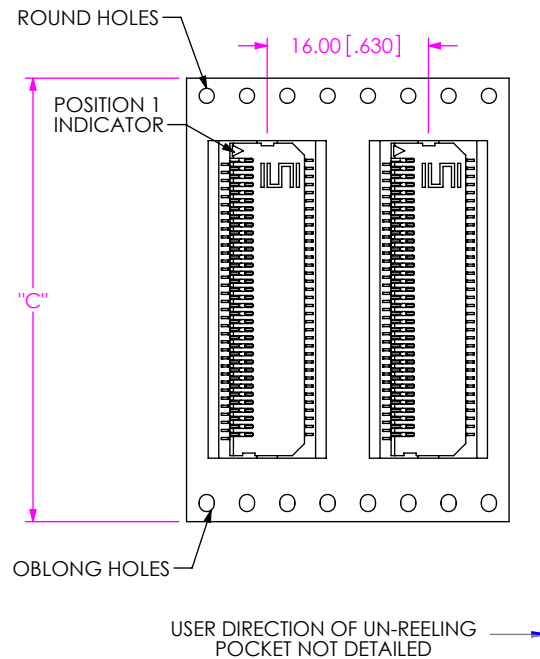 ROUND HOLES
16.00 [.630]
POSITION 1
INDICATOR
"C"
OBLONG HOLES
USER DIRECTION OF UN-REELING
POCKET NOT DETAILED